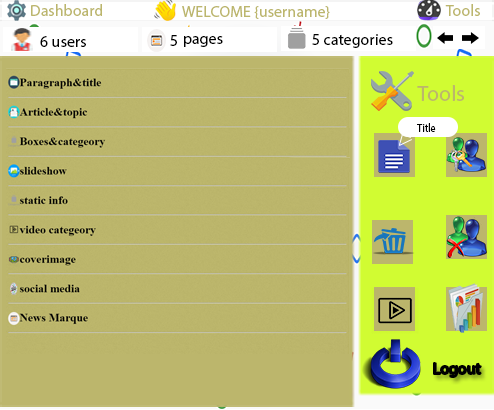 Dashboard
WELCOME {username}
Tools
6 users
5 pages
5 categories
Tools
Title
Paragraph&title
Article&topic
Boxes&categeory
slideshow
static info
video categeory
coverimage
social media
News Marque
Logout